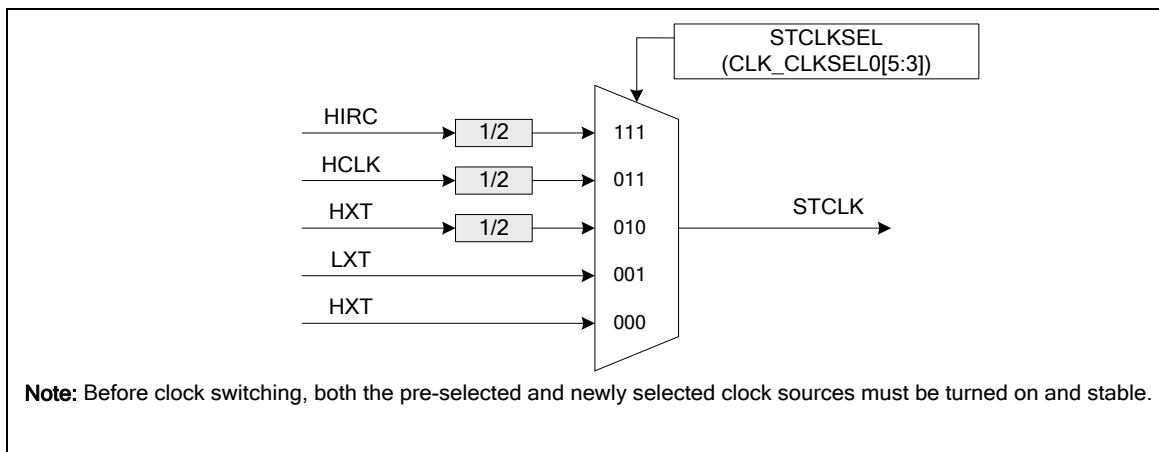 STCLKSEL
(CLK_CLKSEL0[5:3])
HIRC
1/2
111
HCLK
1/2
011
HXT
1/2
010
STCLK
LXT
001
HXT
000
Note: Before clock switching, both the pre-selected and newly selected clock sources must be turned on and stable.